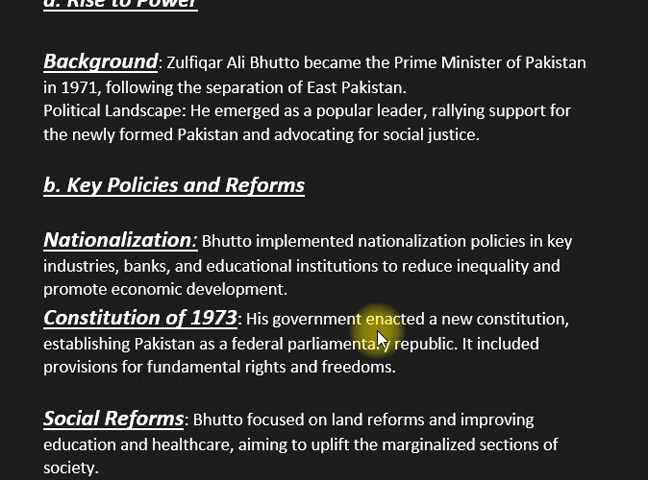 a. Rise to Power
Background: Zulfiqar Ali Bhutto became the Prime Minister of Pakistan
in 1971, following the separation of East Pakistan.
Political Landscape: He emerged as a popular leader, rallying support for
the newly formed Pakistan and advocating for social justice.
b. Key Policies and Reforms
Nationalization: Bhutto implemented nationalization policies in key
industries, banks, and educational institutions to reduce inequality and
promote economic development.
Constitution of 1973: His government enacted a new constitution,
establishing Pakistan as a federal parliamentary republic. It included
provisions for fundamental rights and freedoms.
Social Reforms: Bhutto focused on land reforms and improving
education and healthcare, aiming to uplift the marginalized sections of
society.